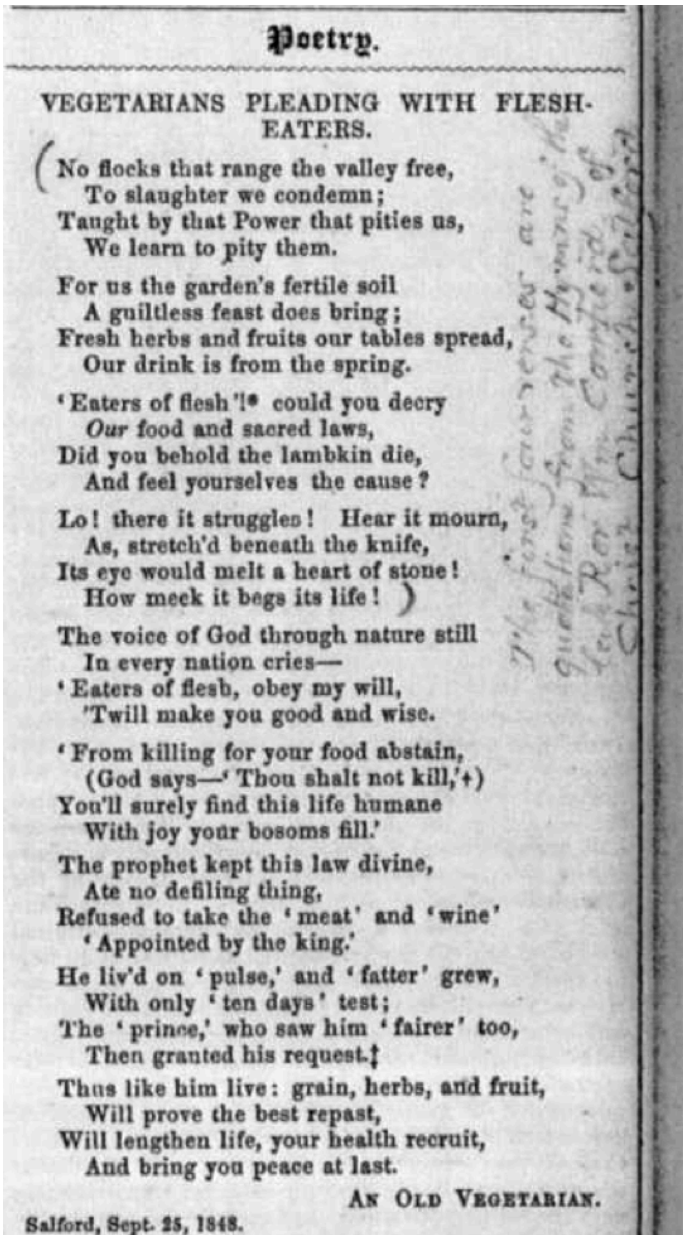 Poetry.
VEGETARIANS PLEADING WITH FLESH-
EATERS.
(No flocks that range the valley free,
To slaughter we condemn;
Taught by that Power that pities us,
We learn to pity them.
For us the garden's fertile soil
A guiltless feast does bring;
Fresh herbs and fruits our tables spread,
Our drink is from the spring.
‘Eaters of flesh’!* could you decry
Our food and sacred laws,
Did you behold the lambkin die,
And feel yourselves the cause?
Lo! there it struggles! Hear it mourn,
As, stretch'd beneath the knife,
Its eye would melt a heart of stone!
How meek it begs its life! )
The voice of God through nature still
In every nation cries—
‘Eaters of flesh, obey my will,
'Twill make you good and wise.
‘From killing for your food abstain,
(God says—‘Thou shalt not kill,’+)
You'll surely find this life humane
With joy your bosoms fill.’
The prophet kept this law divine,
Ate no defiling thing,
Refused to take the ‘meat’ and ‘wine’
‘Appointed by the king.’
He liv'd on ‘pulse,’ and ‘fatter’ grew,
With only ‘ten days’ test;
The ‘prince,’ who saw him ‘fairer’ too,
Then granted his request.‡
Thus like him live: grain, herbs, and fruit,
Will prove the best repast,
Will lengthen life, your health recruit,
And bring you peace at last.
AN OLD VEGETARIAN.
Salford, Sept. 25, 1848.
The first four verses are
quotations from the Hymns of the
late Rev Wm Cowherd, of
Christ Church Salford